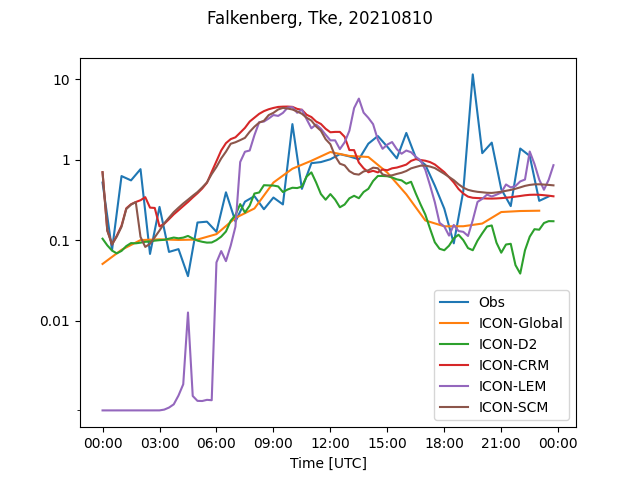 Falkenberg, Tke, 20210810
10
1
0.1
0.01
Obs
ICON-Global
ICON-D2
ICON-CRM
ICON-LEM
ICON-SCM
00:00 03:00 06:00 09:00 12:00 15:00 18:00 21:00 00:00
Time [UTC]